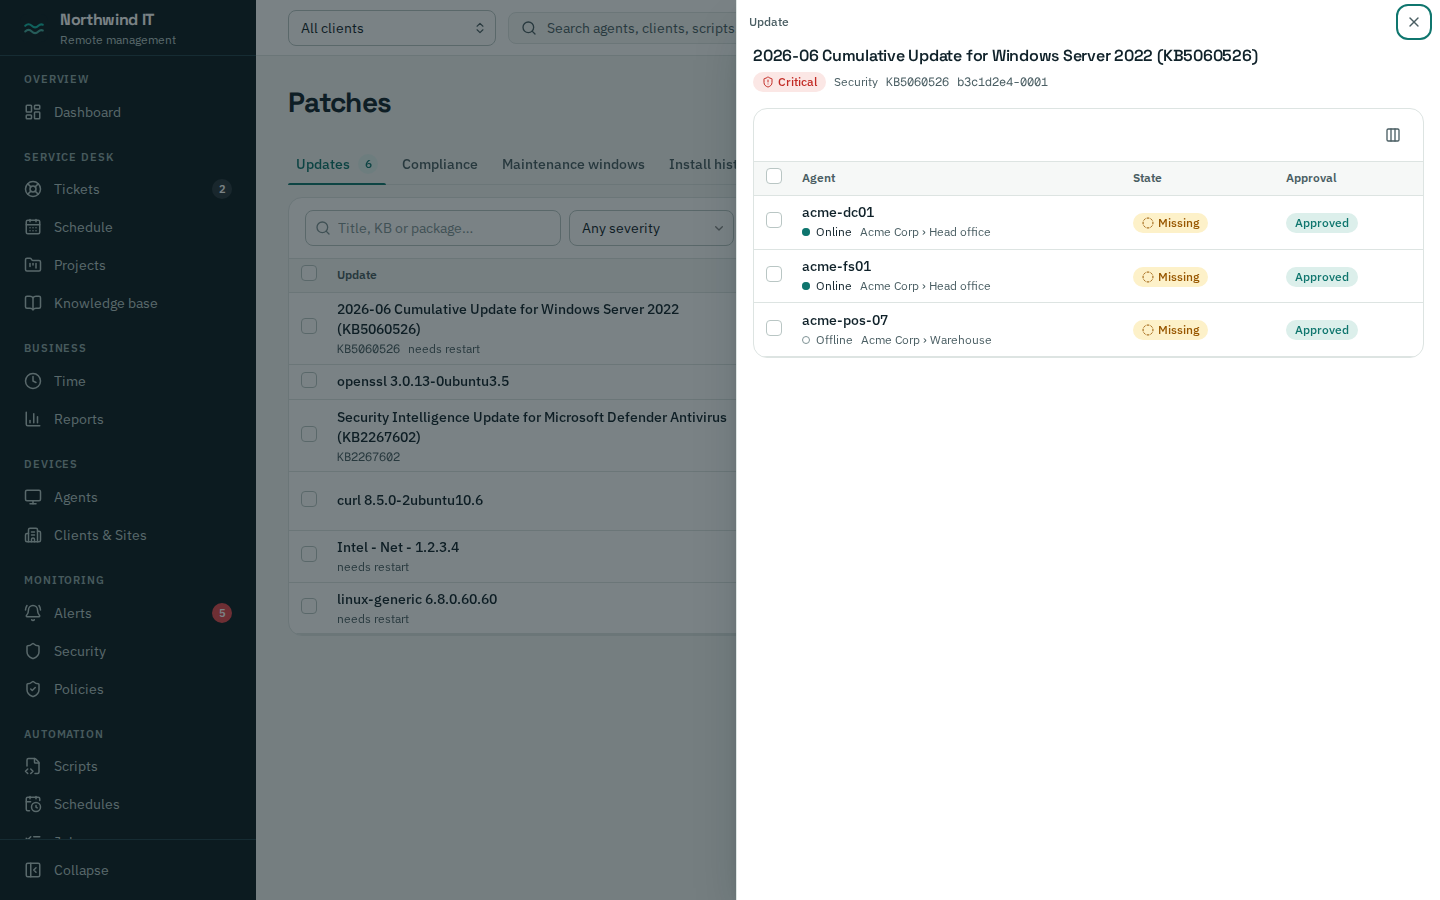 Northwind IT
Remote management
OVERVIEW
Dashboard
SERVICE DESK
Tickets 2
Schedule
Projects
Knowledge base
BUSINESS
Time
Reports
DEVICES
Agents
Clients & Sites
MONITORING
Alerts 5
Security
Policies
AUTOMATION
Scripts
Schedules
Collapse
All clients
Search agents, clients, scripts
Patches
Updates 6 Compliance Maintenance windows Install hist
Title, KB or package...
Any severity
Update
2026-06 Cumulative Update for Windows Server 2022
(KB5060526)
KB5060526 needs restart
openssl 3.0.13-0ubuntu3.5
Security Intelligence Update for Microsoft Defender Antivirus
(KB2267602)
KB2267602
curl 8.5.0-2ubuntu10.6
Intel - Net - 1.2.3.4
needs restart
linux-generic 6.8.0.60.60
needs restart
Update
2026-06 Cumulative Update for Windows Server 2022 (KB5060526)
Critical Security KB5060526 b3c1d2e4-0001
Agent State Approval
acme-dc01
Online Acme Corp › Head office
Missing Approved
acme-fs01
Online Acme Corp › Head office
Missing Approved
acme-pos-07
Offline Acme Corp › Warehouse
Missing Approved